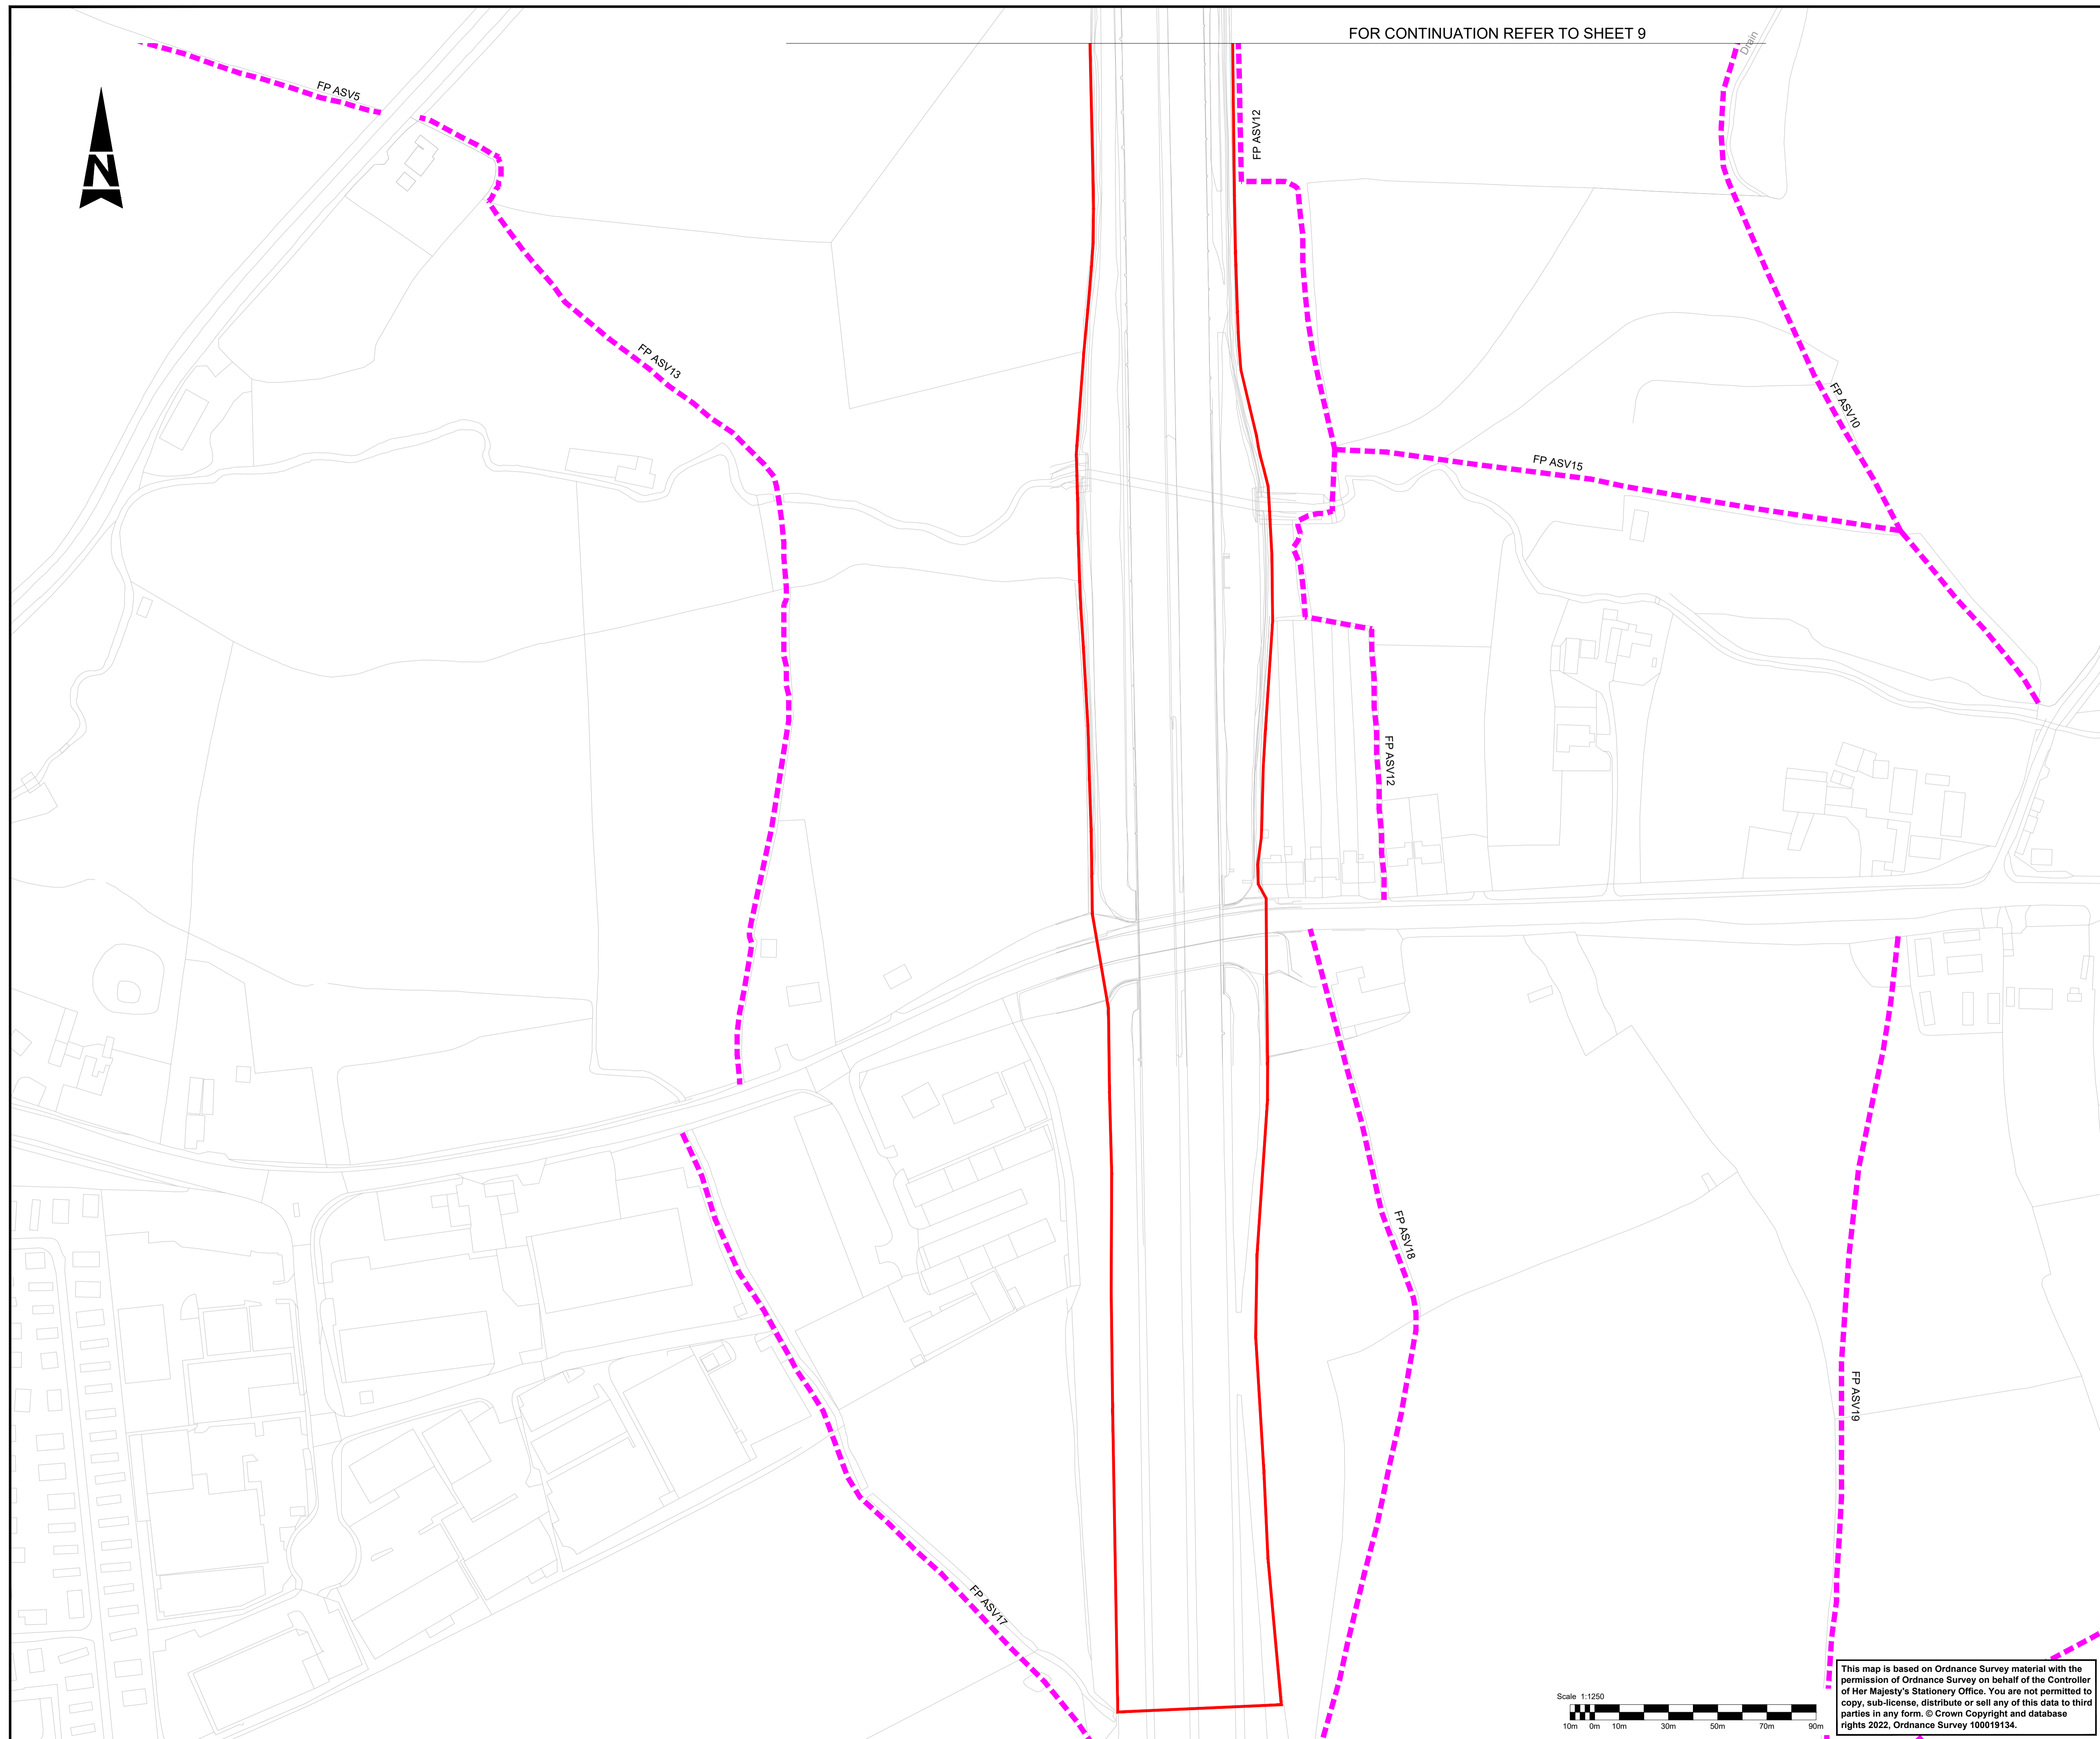 FOR CONTINUATION REFER TO SHEET 9
Drain
FP ASV5
N
FP ASV12
FP ASV13
FP ASV10
FP ASV15
FP ASV12
FP ASV18
FP ASV19
FP ASV17
Scale 1:1250
10m 0m 10m 30m 50m 70m 90m
This map is based on Ordnance Survey material with the
permission of Ordnance Survey on behalf of the Controller
of Her Majesty's Stationery Office. You are not permitted to
copy, sub-license, distribute or sell any of this data to third
parties in any form. © Crown Copyright and database
rights 2022, Ordnance Survey 100019134.